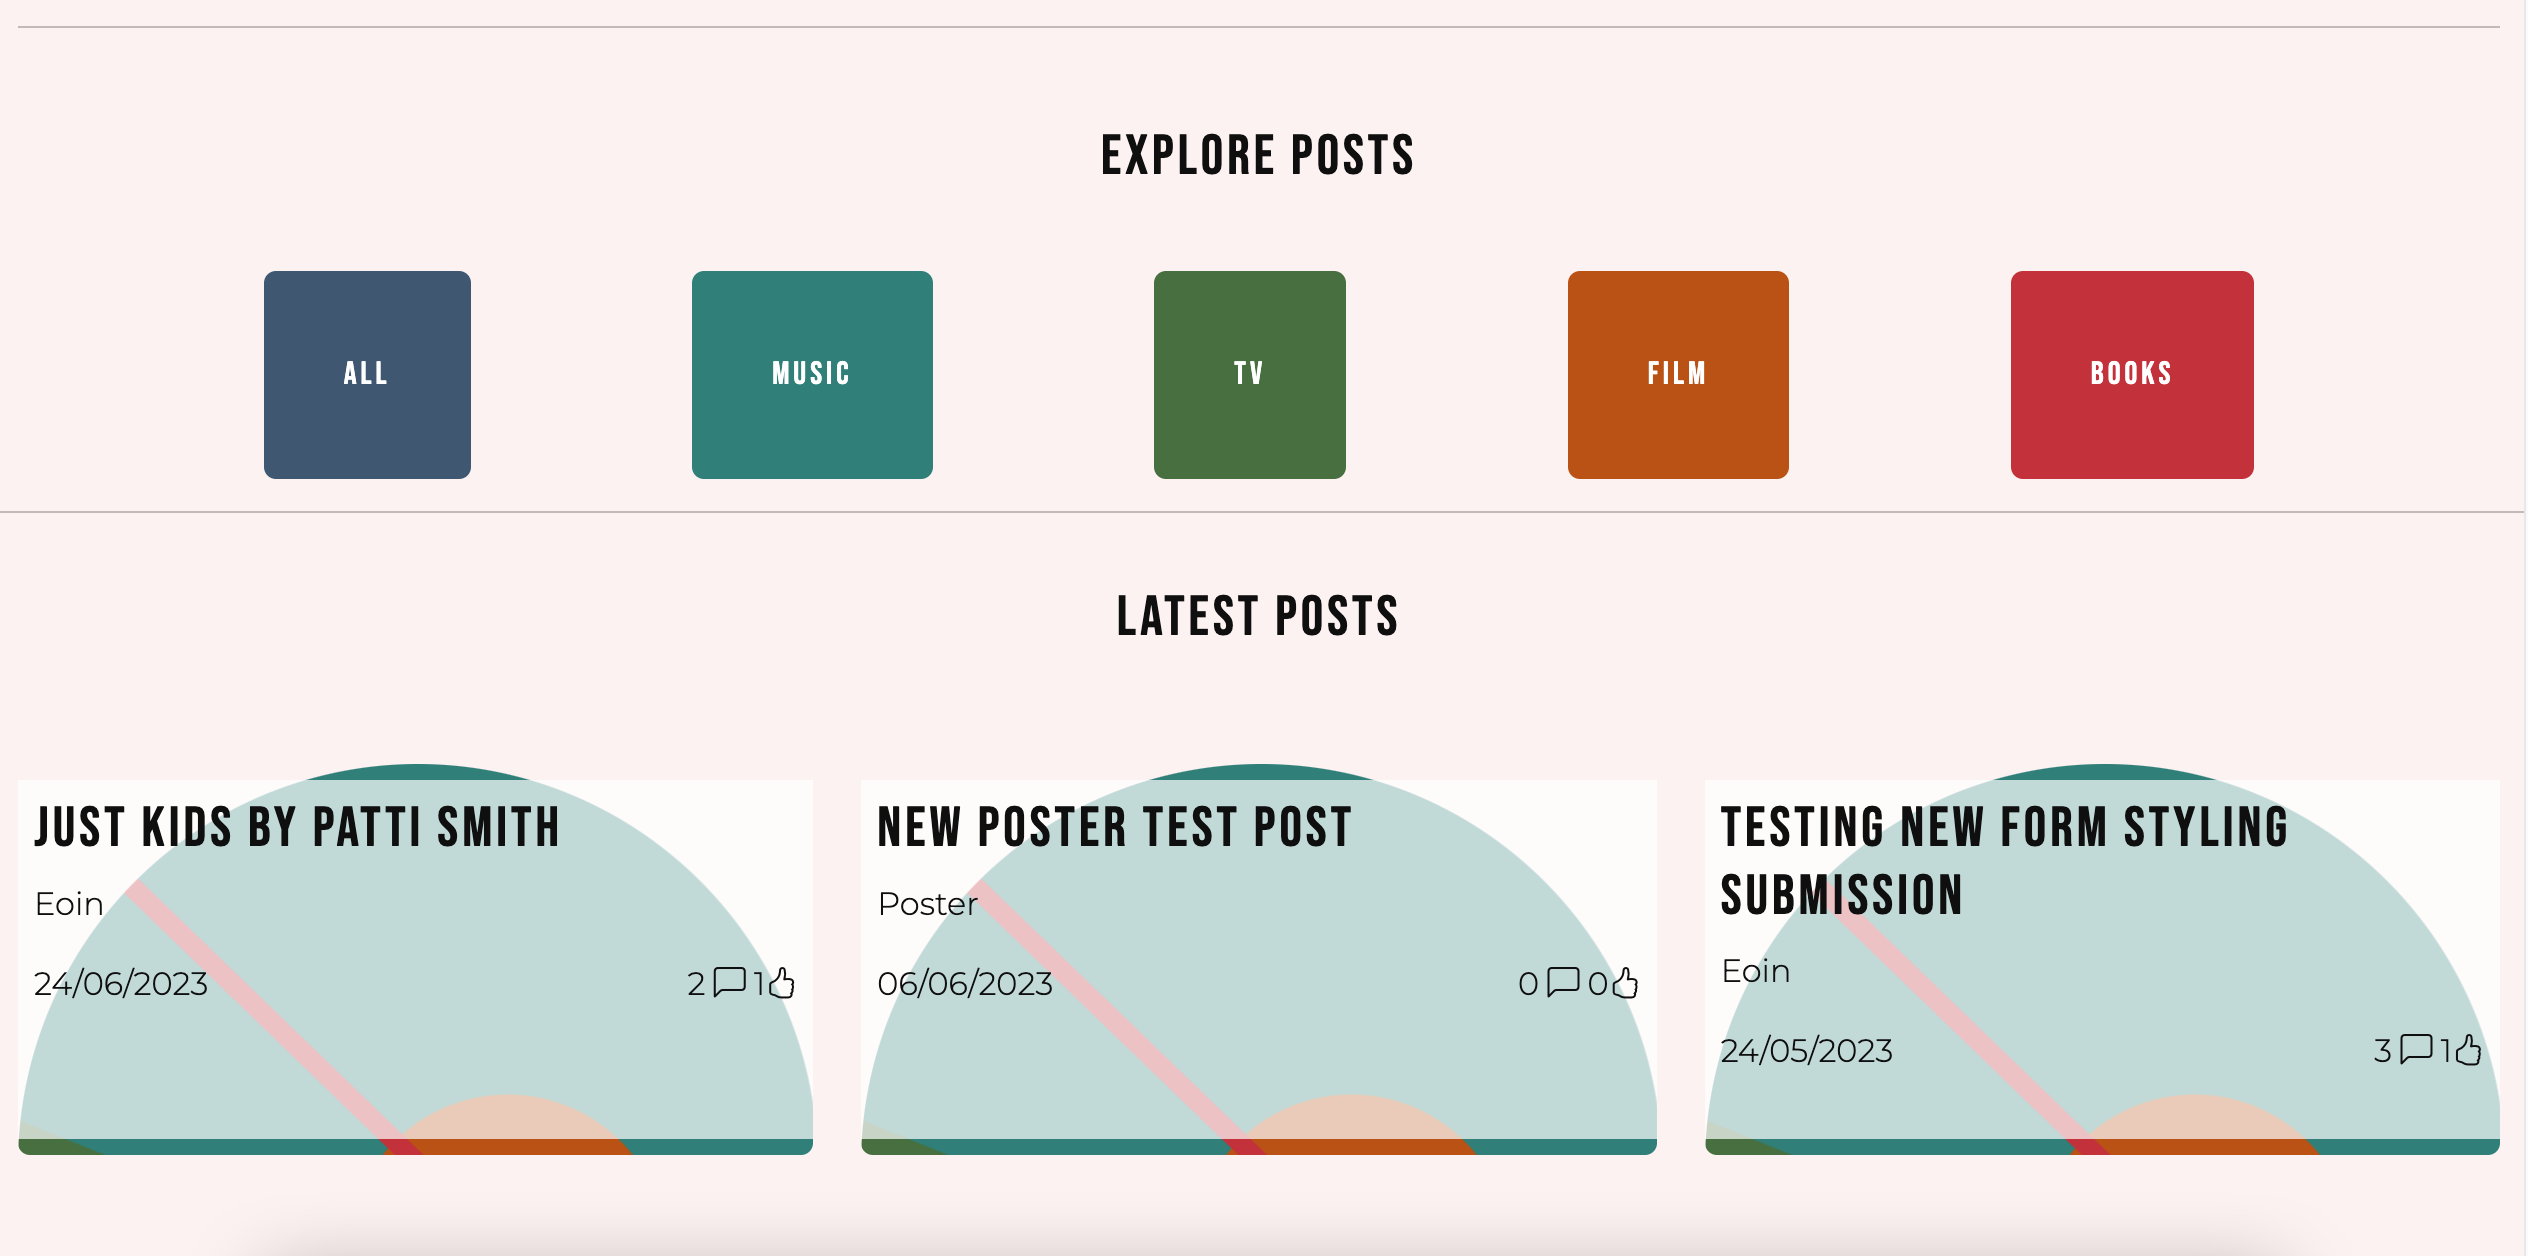 EXPLORE POSTS
ALL
MUSIC
TV
FILM
BOOKS
LATEST POSTS
JUST KIDS BY PATTI SMITH
Eoin
24/06/2023
2 1
NEW POSTER TEST POST
Poster
06/06/2023
0 0
TESTING NEW FORM STYLING
SUBMISSION
Eoin
24/05/2023
3 1